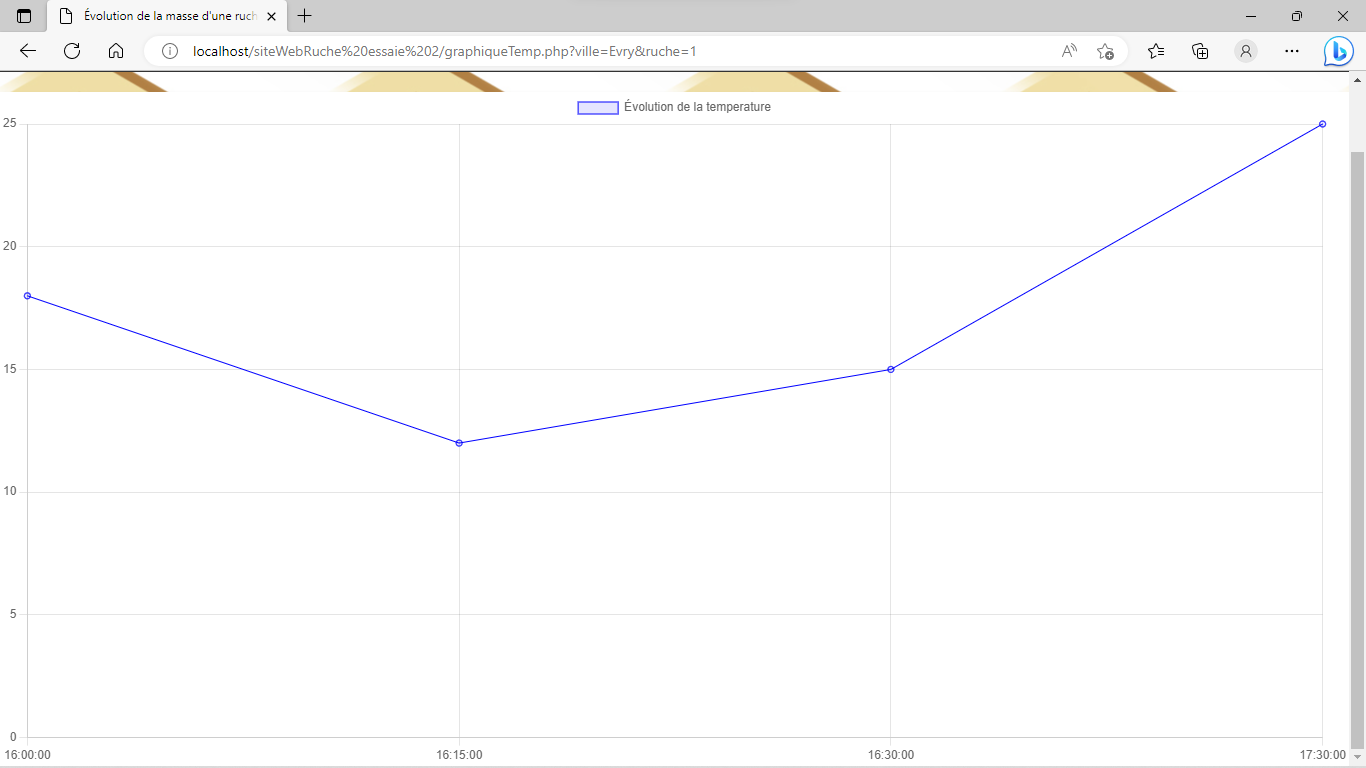 Évolution de la masse d'une ruch
localhost/siteWebRuche%20essaie%202/graphiqueTemp.php?ville=Evry&ruche=1
Évolution de la temperature
25
20
15
10
5
0
16:00:00 16:15:00 16:30:00 17:30:00